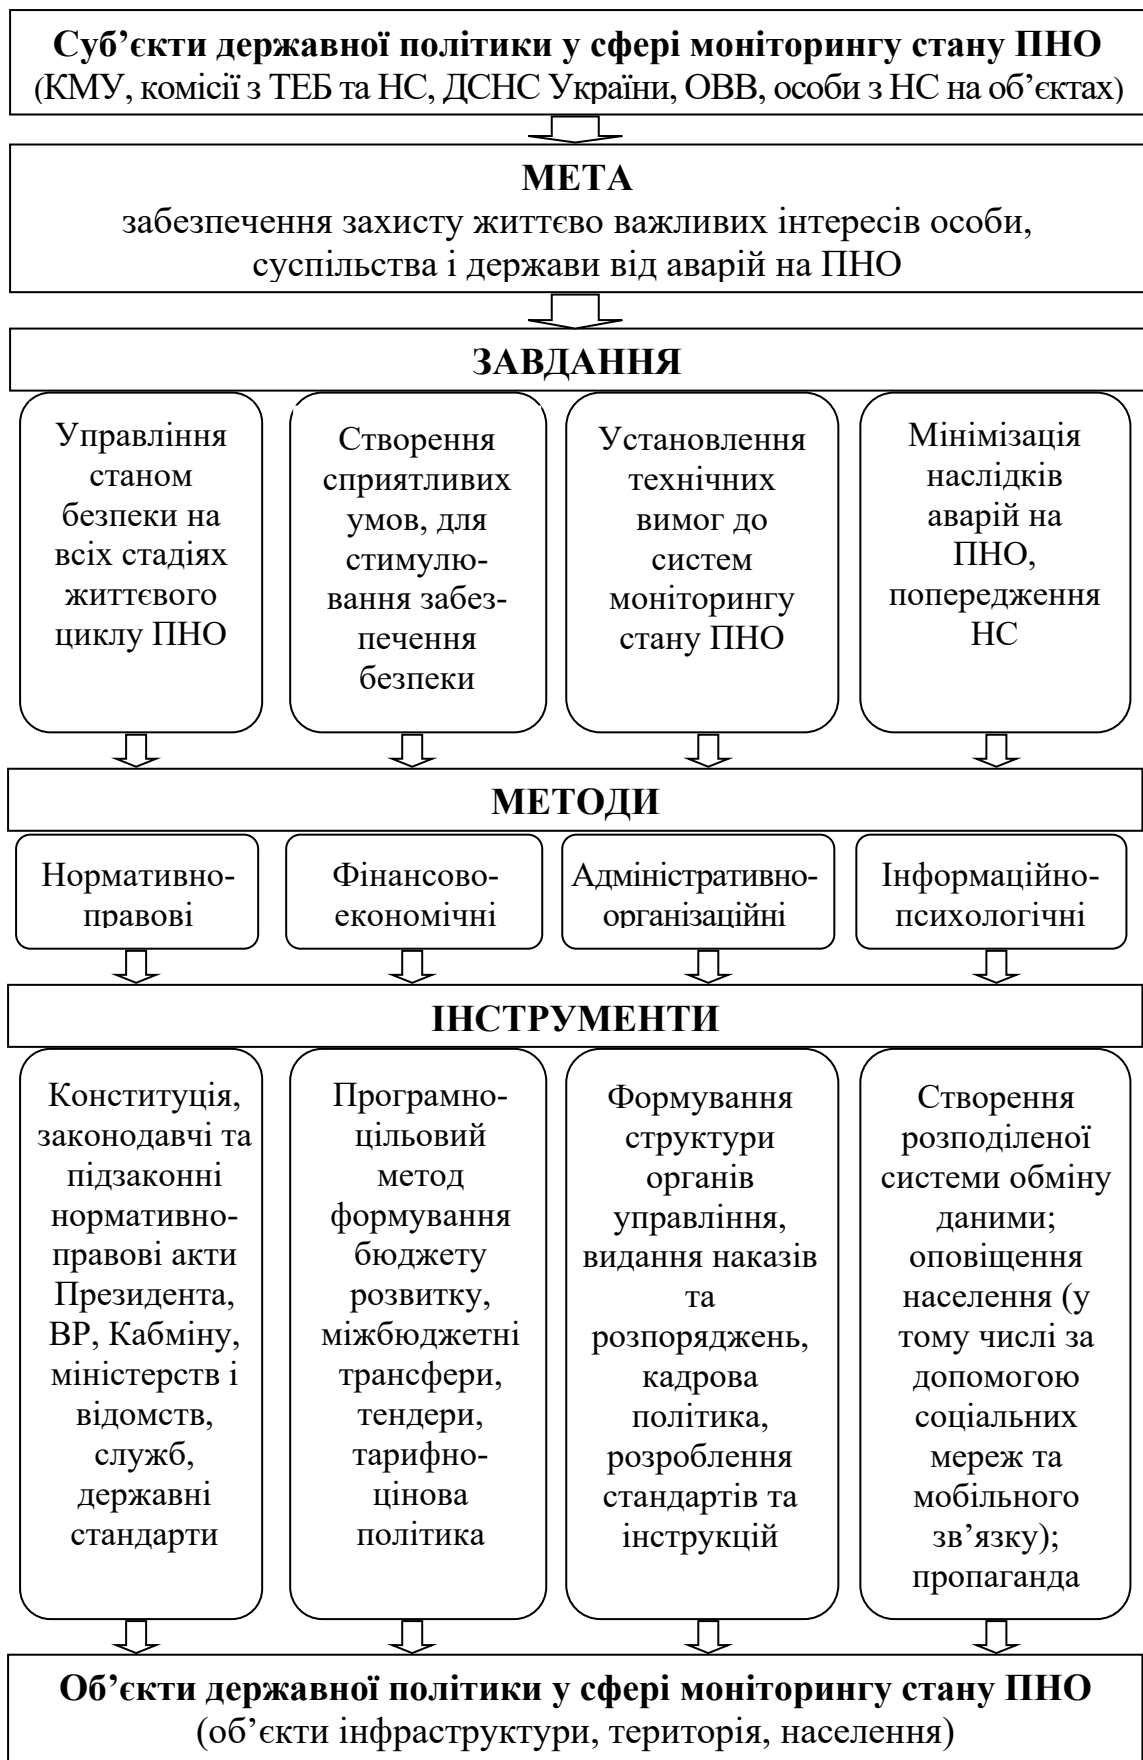 Суб’єкти державної політики у сфері моніторингу стану ПНО
(КМУ, комісії з ТЕБ та НС, ДСНС України, ОВВ, особи з НС на об’єктах)
МЕТА
забезпечення захисту життєво важливих інтересів особи,
суспільства і держави від аварій на ПНО
ЗАВДАННЯ
Управління
станом
безпеки на
всіх стадіях
життєвого
циклу ПНО
Створення
сприятливих
умов, для
стимулю-
вання забез-
печення
безпеки
Установлення
технічних
вимог до
систем
моніторингу
стану ПНО
Мінімізація
наслідків
аварій на
ПНО,
попередження
НС
МЕТОДИ
Нормативно-
правові
Фінансово-
економічні
Адміністративно-
організаційні
Інформаційно-
психологічні
ІНСТРУМЕНТИ
Конституція,
законодавчі та
підзаконні
нормативно-
правові акти
Президента,
ВР, Кабміну,
міністерств і
відомств,
служб,
державні
стандарти
Програмно-
цільовий
метод
формування
бюджету
розвитку,
міжбюджетні
трансфери,
тендери,
тарифно-
цінова
політика
Формування
структури
органів
управління,
видання наказів
та
розпоряджень,
кадрова
політика,
розроблення
стандартів та
інструкцій
Створення
розподіленої
системи обміну
даними;
оповіщення
населення (у
тому числі за
допомогою
соціальних
мереж та
мобільного
зв’язку);
пропаганда
Об’єкти державної політики у сфері моніторингу стану ПНО
(об’єкти інфраструктури, територія, населення)